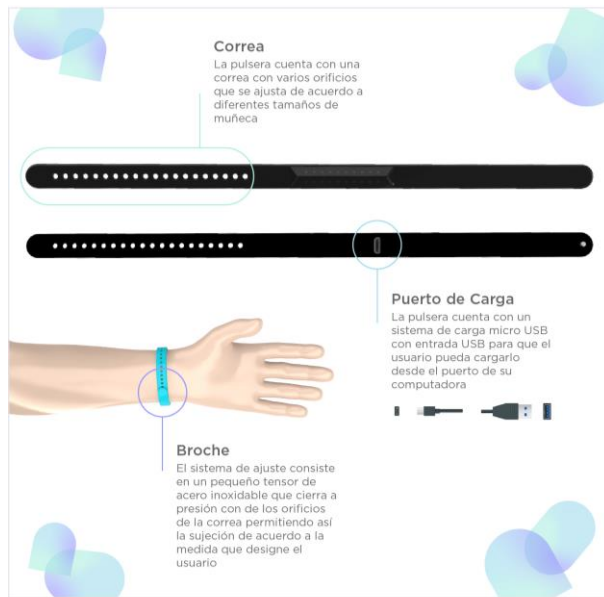 Correa
La pulsera cuenta con una
correa con varios orificios
que se ajusta de acuerdo a
diferentes tamaños de
muñeca
Puerto de Carga
La pulsera cuenta con un
sistema de carga micro USB
con entrada USB para que el
usuario pueda cargarlo
desde el puerto de su
computadora
Broche
El sistema de ajuste consiste
en un pequeño tensor de
acero inoxidable que cierra a
presión con de los orificios
de la correa permitiendo así
la sujeción de acuerdo a la
medida que designe el
usuario